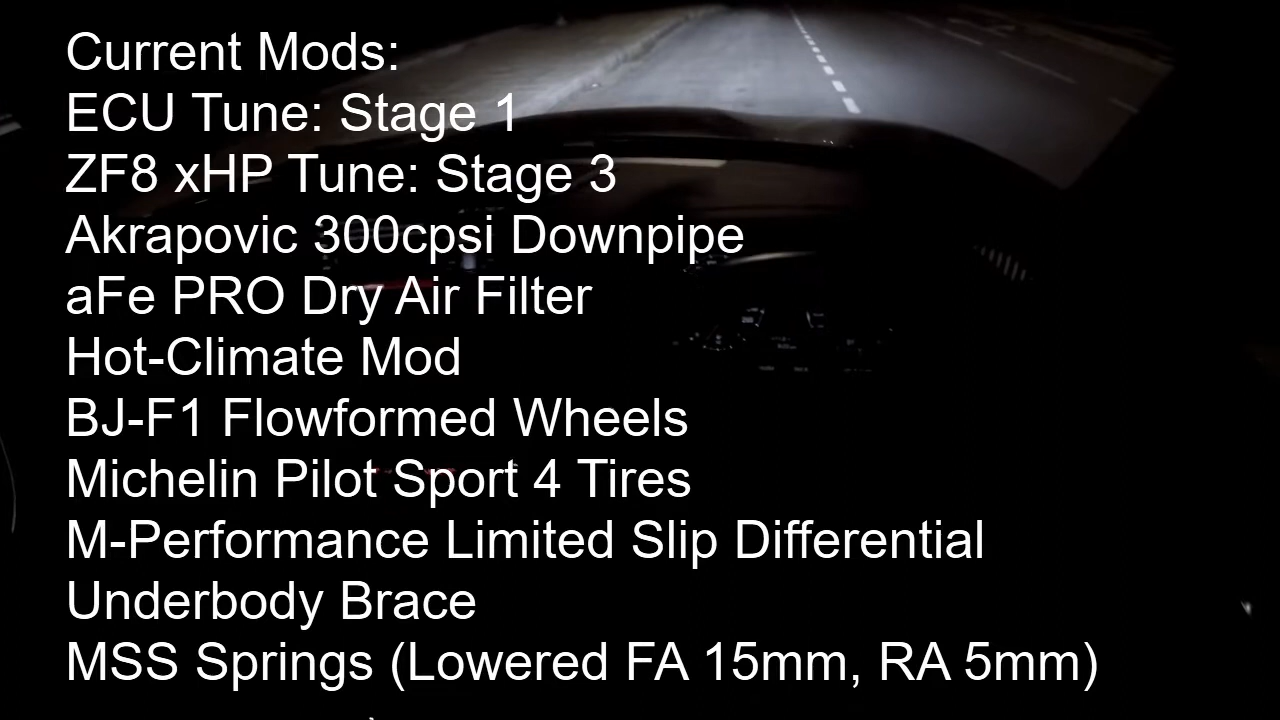 Current Mods:
ECU Tune: Stage 1
ZF8 xHP Tune: Stage 3
Akrapovic 300cpsi Downpipe
aFe PRO Dry Air Filter
Hot-Climate Mod
BJ-F1 Flowformed Wheels
Michelin Pilot Sport 4 Tires
M-Performance Limited Slip Differential
Underbody Brace
MSS Springs (Lowered FA 15mm, RA 5mm)